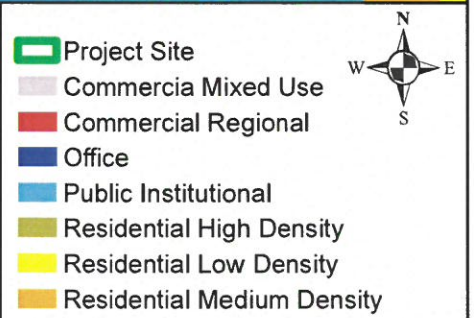 N
Project Site
W E
Commercia Mixed Use
S
Commercial Regional
Office
Public Institutional
Residential High Density
Residential Low Density
Residential Medium Density